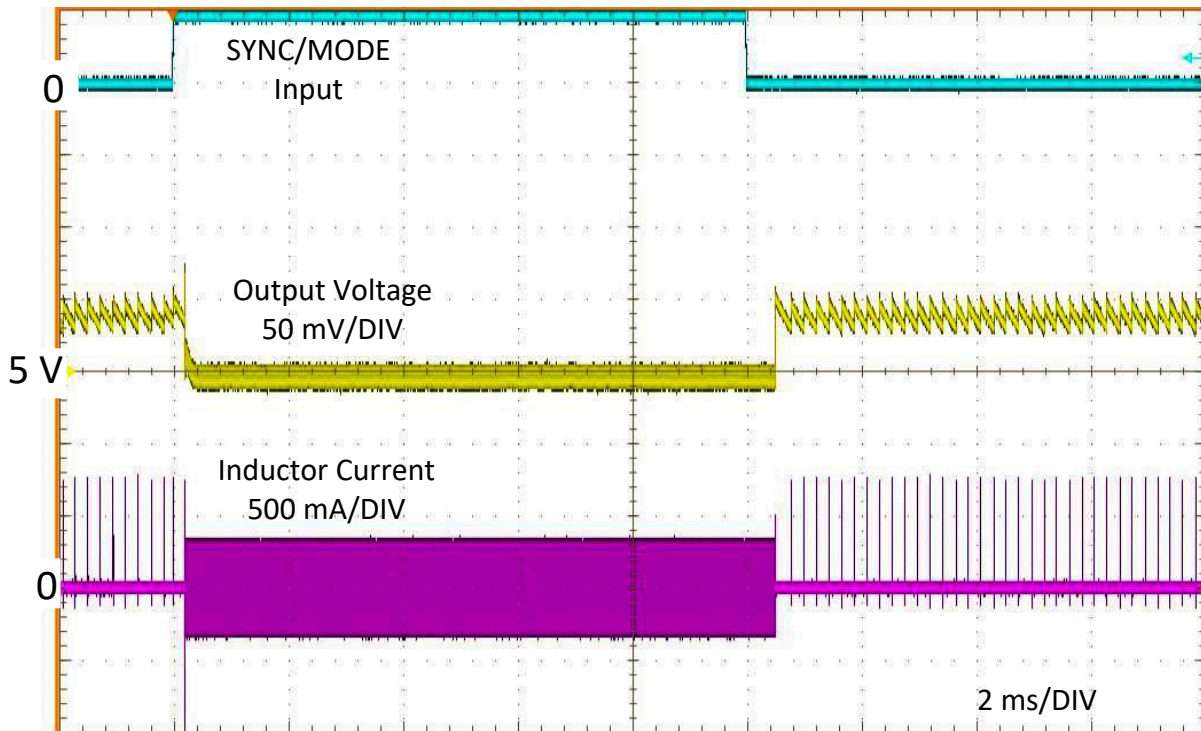 SYNC/MODE
Input
0
Output Voltage
50 mV/DIV
5 V
Inductor Current
500 mA/DIV
0
2 ms/DIV